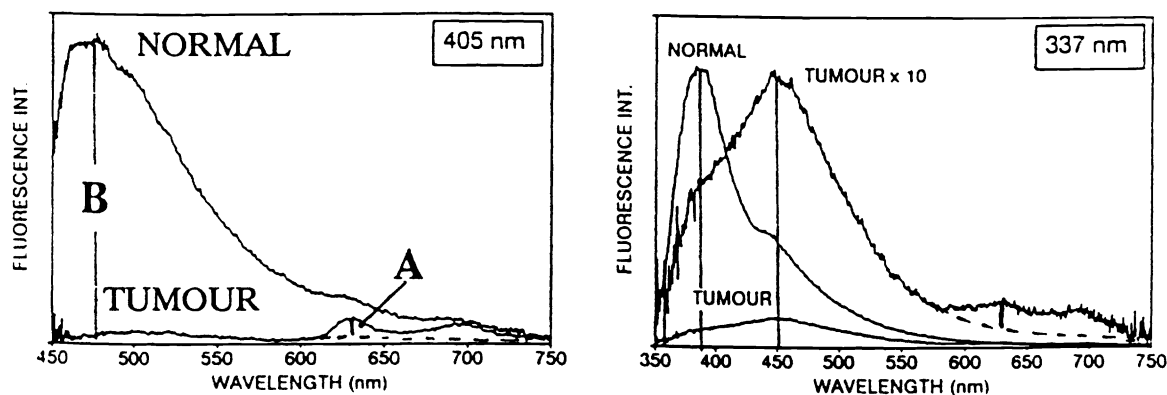 NORMAL
405 nm
FLUORESCENCE INT.
B
A
TUMOUR
450 500 550 600 650 700 750
WAVELENGTH (nm)
337 nm
NORMAL
TUMOUR x 10
FLUORESCENCE INT.
TUMOUR
350 400 450 500 550 600 650 700 750
WAVELENGTH (nm)